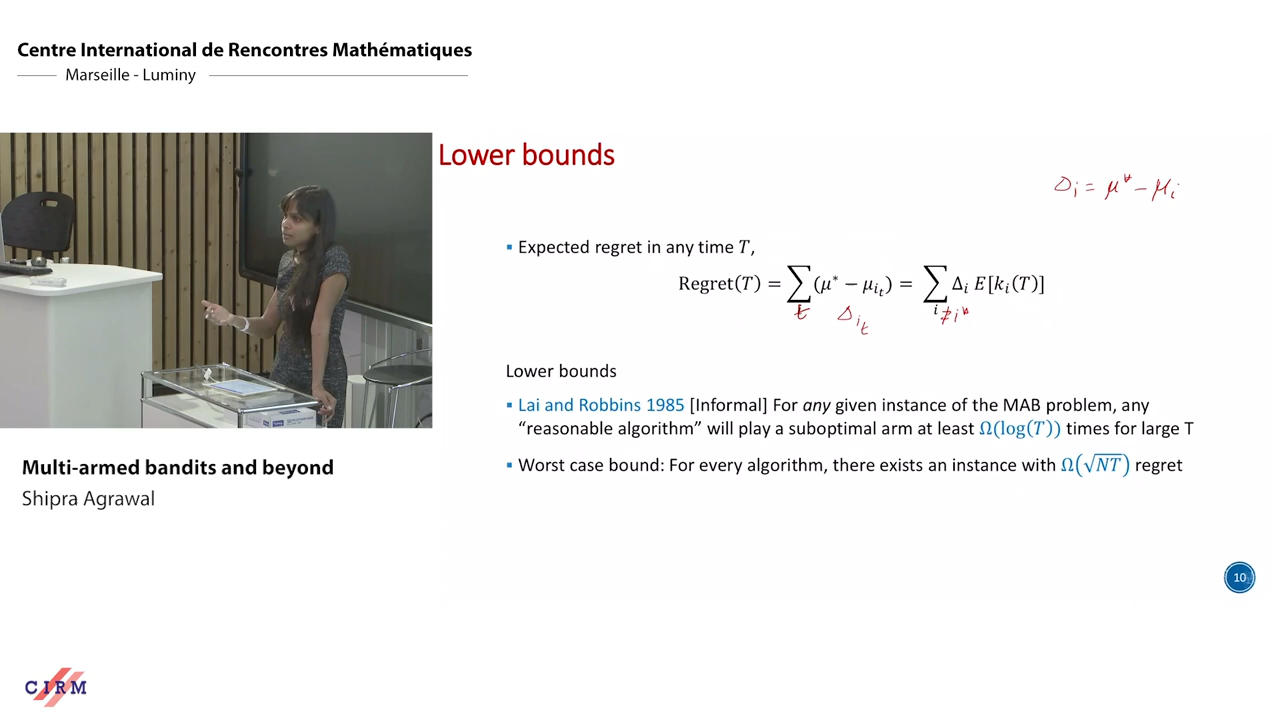 Centre International de Rencontres Mathématiques
Marseille - Luminy
Lower bounds
Δi = μ* − μi
▪ Expected regret in any time T,
Regret(T) = ∑t (μ* − μit) = ∑i≠i* Δi E[ki(T)]
Δit
Lower bounds
▪ Lai and Robbins 1985 [Informal] For any given instance of the MAB problem, any
“reasonable algorithm” will play a suboptimal arm at least Ω(log(T)) times for large T
▪ Worst case bound: For every algorithm, there exists an instance with Ω(√NT) regret
Multi-armed bandits and beyond
Shipra Agrawal
10
CIRM